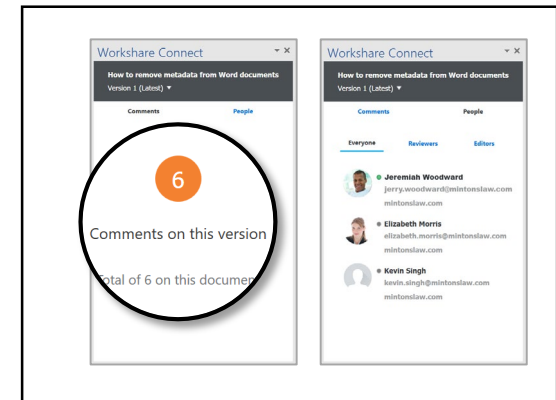 Workshare Connect
How to remove metadata from Word documents
Version 1 (Latest)
Comments People
6
Comments on this version
Total of 6 on this documen
Workshare Connect
How to remove metadata from Word documents
Version 1 (Latest)
Comments People
Everyone Reviewers Editors
Jeremiah Woodward
jerry.woodward@mintonslaw.com
mintonslaw.com
Elizabeth Morris
elizabeth.morris@mintonslaw.com
mintonslaw.com
Kevin Singh
kevin.singh@mintonslaw.com
mintonslaw.com